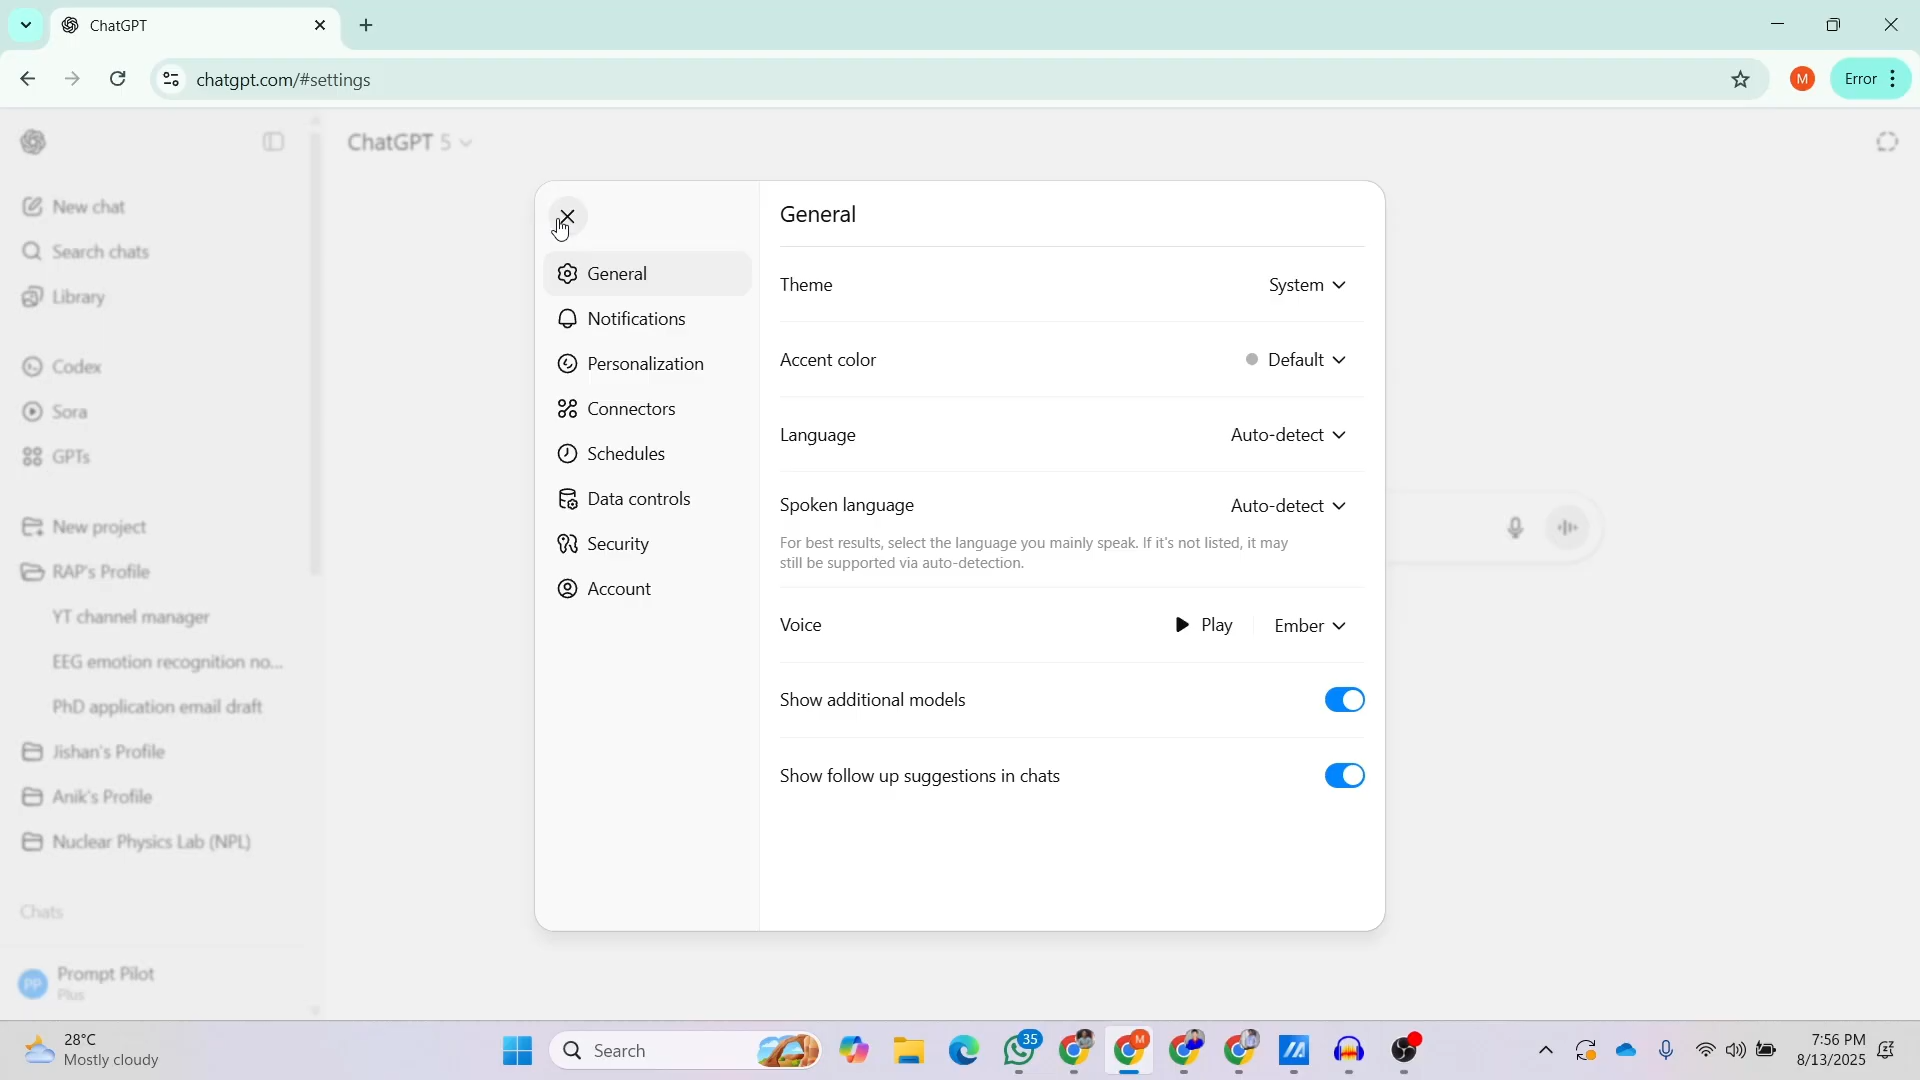 ChatGPT
chatgpt.com/#settings
M
Error
ChatGPT 5
New chat
Search chats
Library
Codex
Sora
GPTs
New project
RAP's Profile
YT channel manager
EEG emotion recognition no...
PhD application email draft
Jishan's Profile
Anik's Profile
Nuclear Physics Lab (NPL)
Chats
PP
Prompt Pilot
Plus
General
Notifications
Personalization
Connectors
Schedules
Data controls
Security
Account
General
Theme
System
Accent color
Default
Language
Auto-detect
Spoken language
Auto-detect
For best results, select the language you mainly speak. If it's not listed, it may
still be supported via auto-detection.
Voice
Play
Ember
Show additional models
Show follow up suggestions in chats
28°C
Mostly cloudy
Search
35
M
7:56 PM
8/13/2025